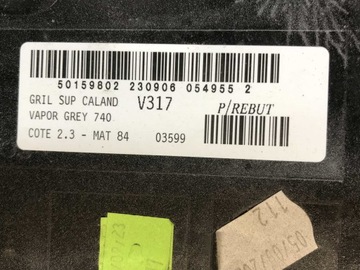 50159802 230906 054955 2
GRIL SUP CALAND V317 P/REBUT
VAPOR GREY 740
COTE 2.3 - MAT 84 03599
112